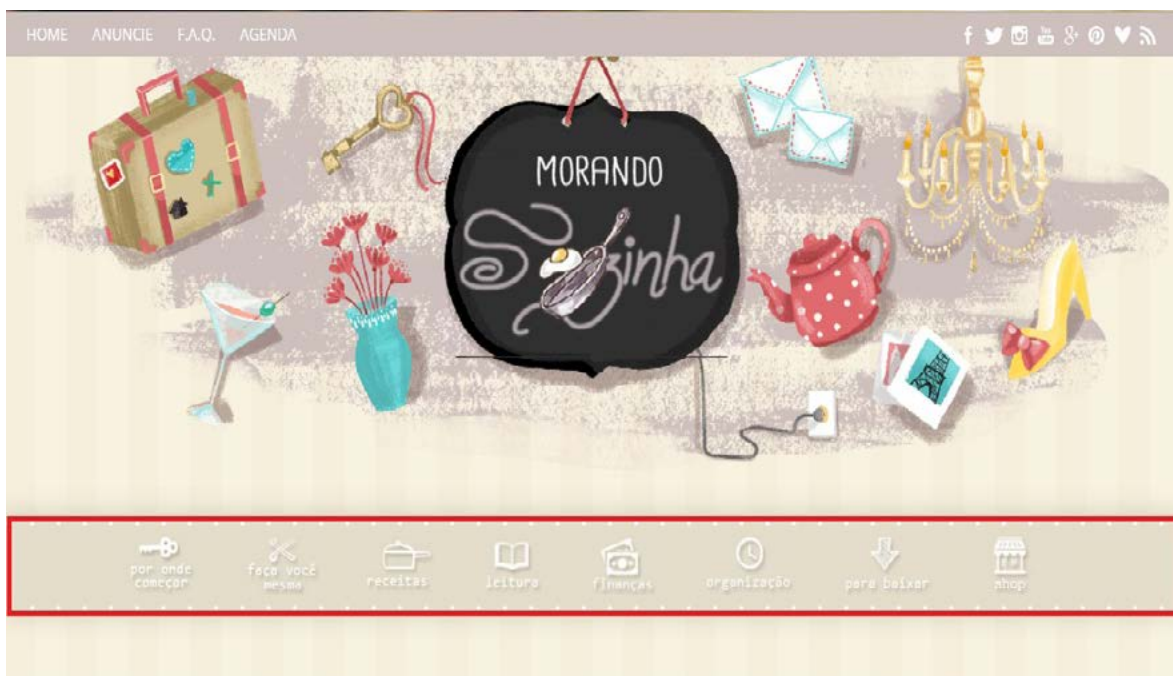 HOME ANUNCIE F.A.Q. AGENDA
MORANDO
Sozinha
por onde
começar
faça você
mesma
receitas
leitura
finanças
organização
para baixar
shop